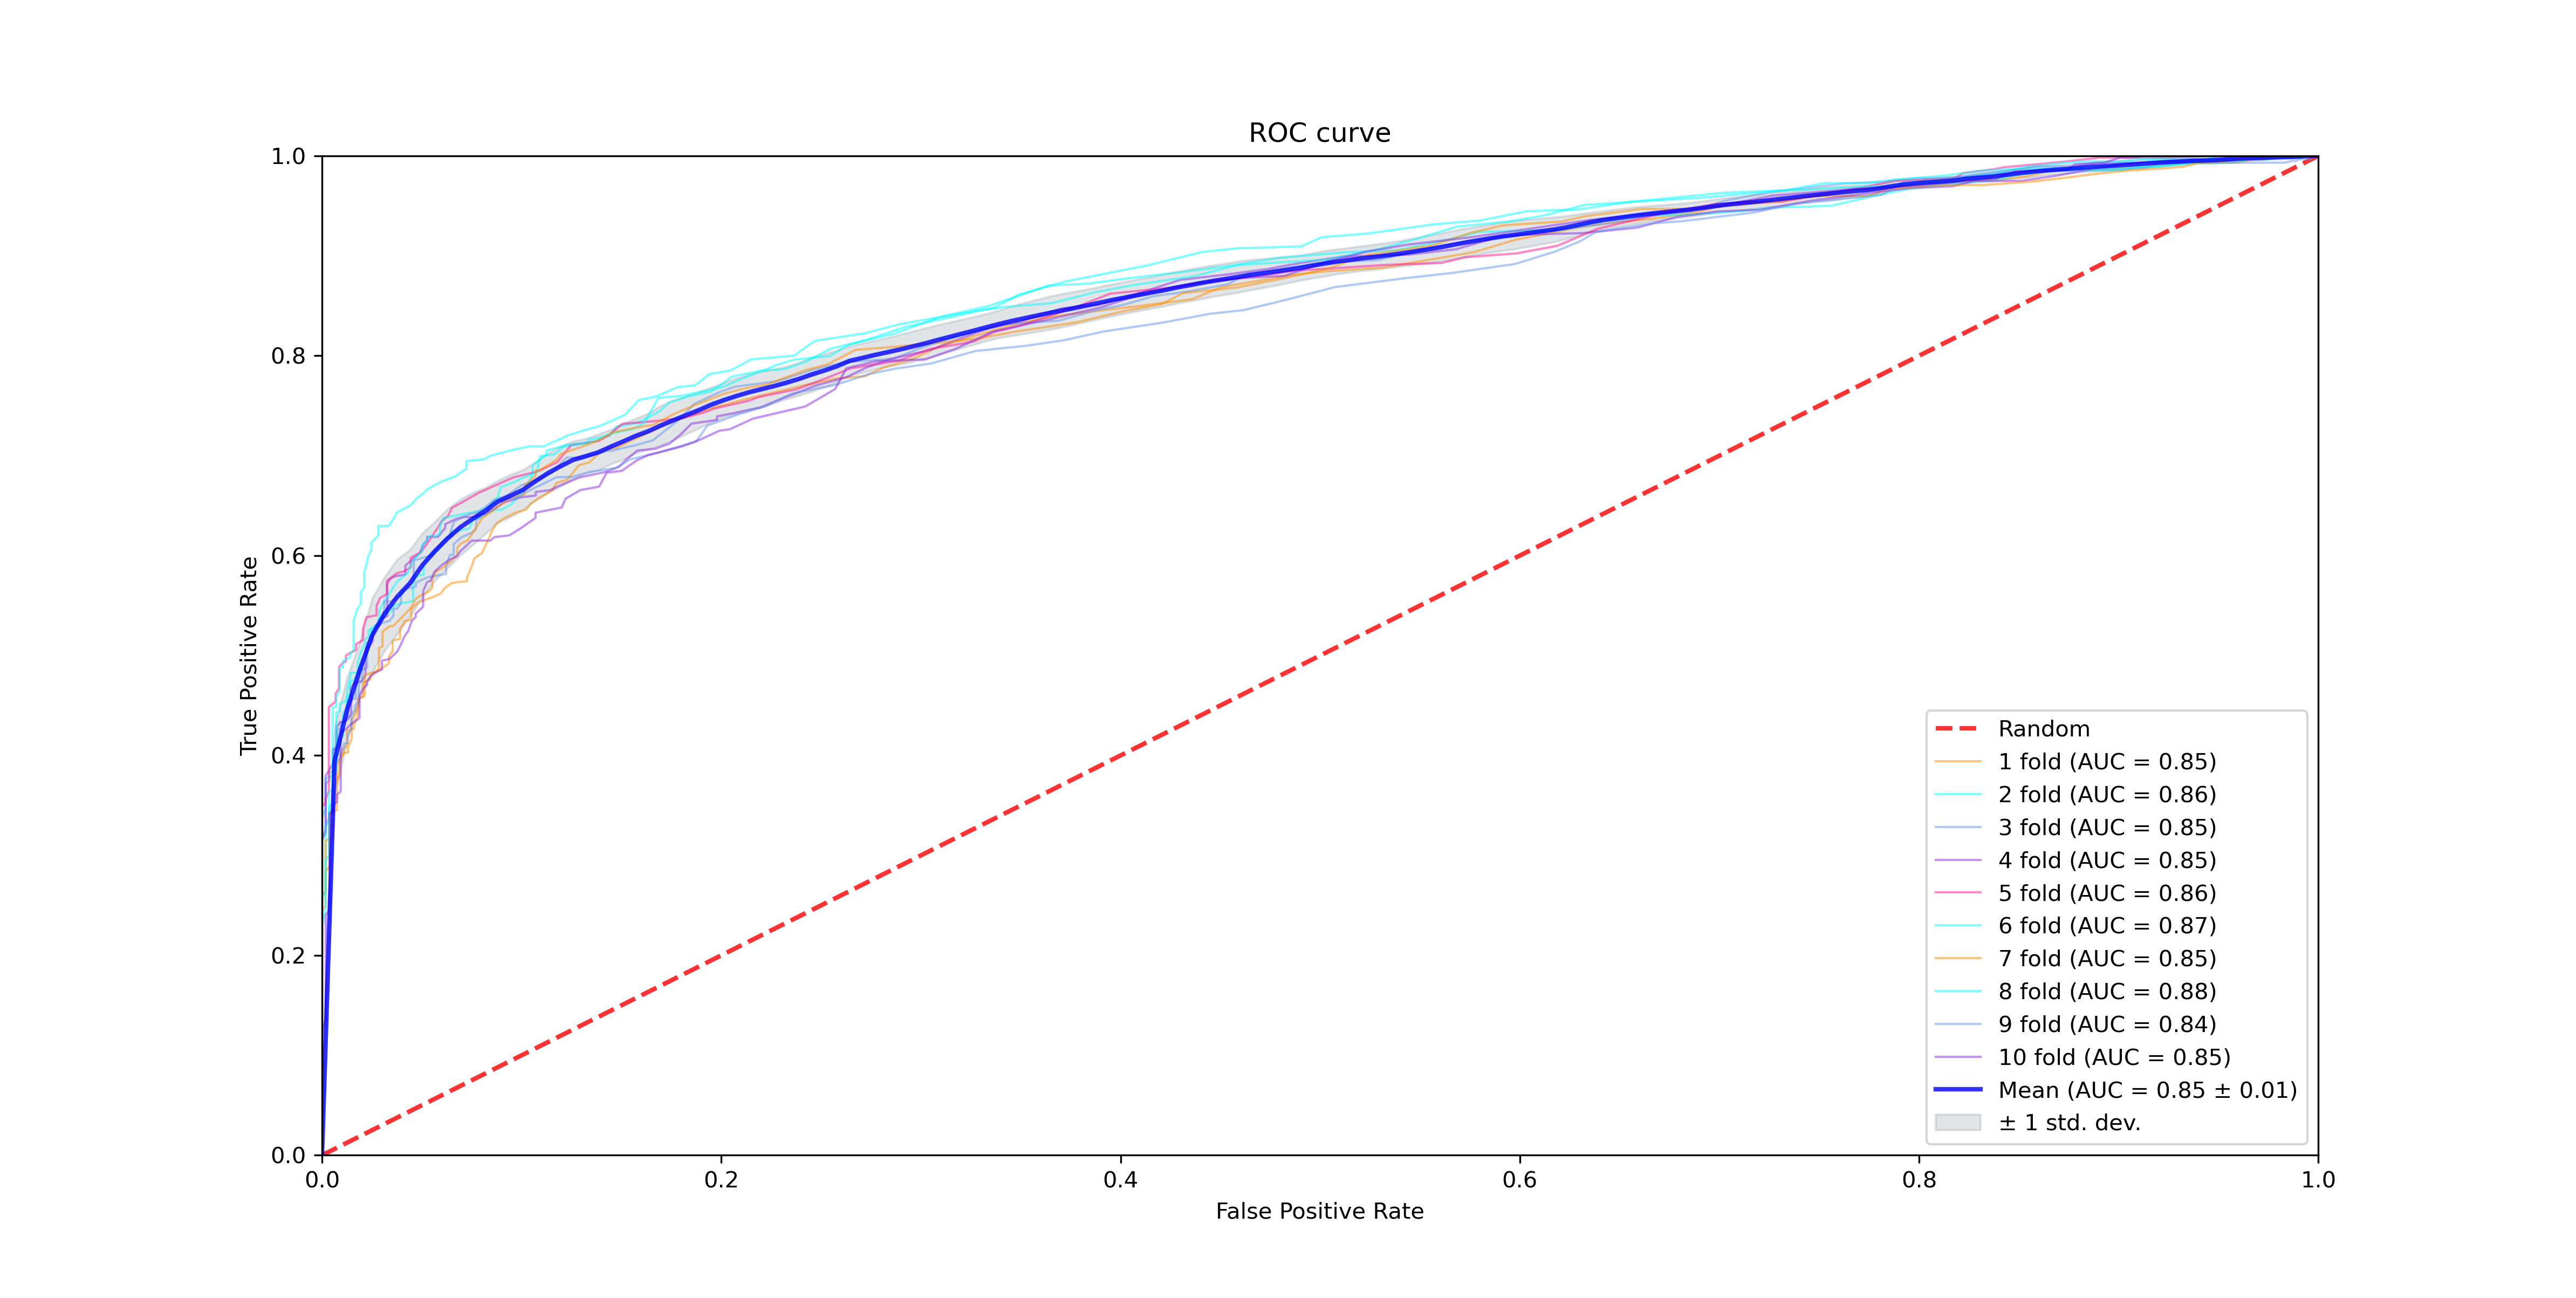 ROC curve
1.0
0.8
0.6
0.4
0.2
0.0
True Positive Rate
Random
1 fold (AUC = 0.85)
2 fold (AUC = 0.86)
3 fold (AUC = 0.85)
4 fold (AUC = 0.85)
5 fold (AUC = 0.86)
6 fold (AUC = 0.87)
7 fold (AUC = 0.85)
8 fold (AUC = 0.88)
9 fold (AUC = 0.84)
10 fold (AUC = 0.85)
Mean (AUC = 0.85 ± 0.01)
± 1 std. dev.
0.0 0.2 0.4 0.6 0.8 1.0
False Positive Rate